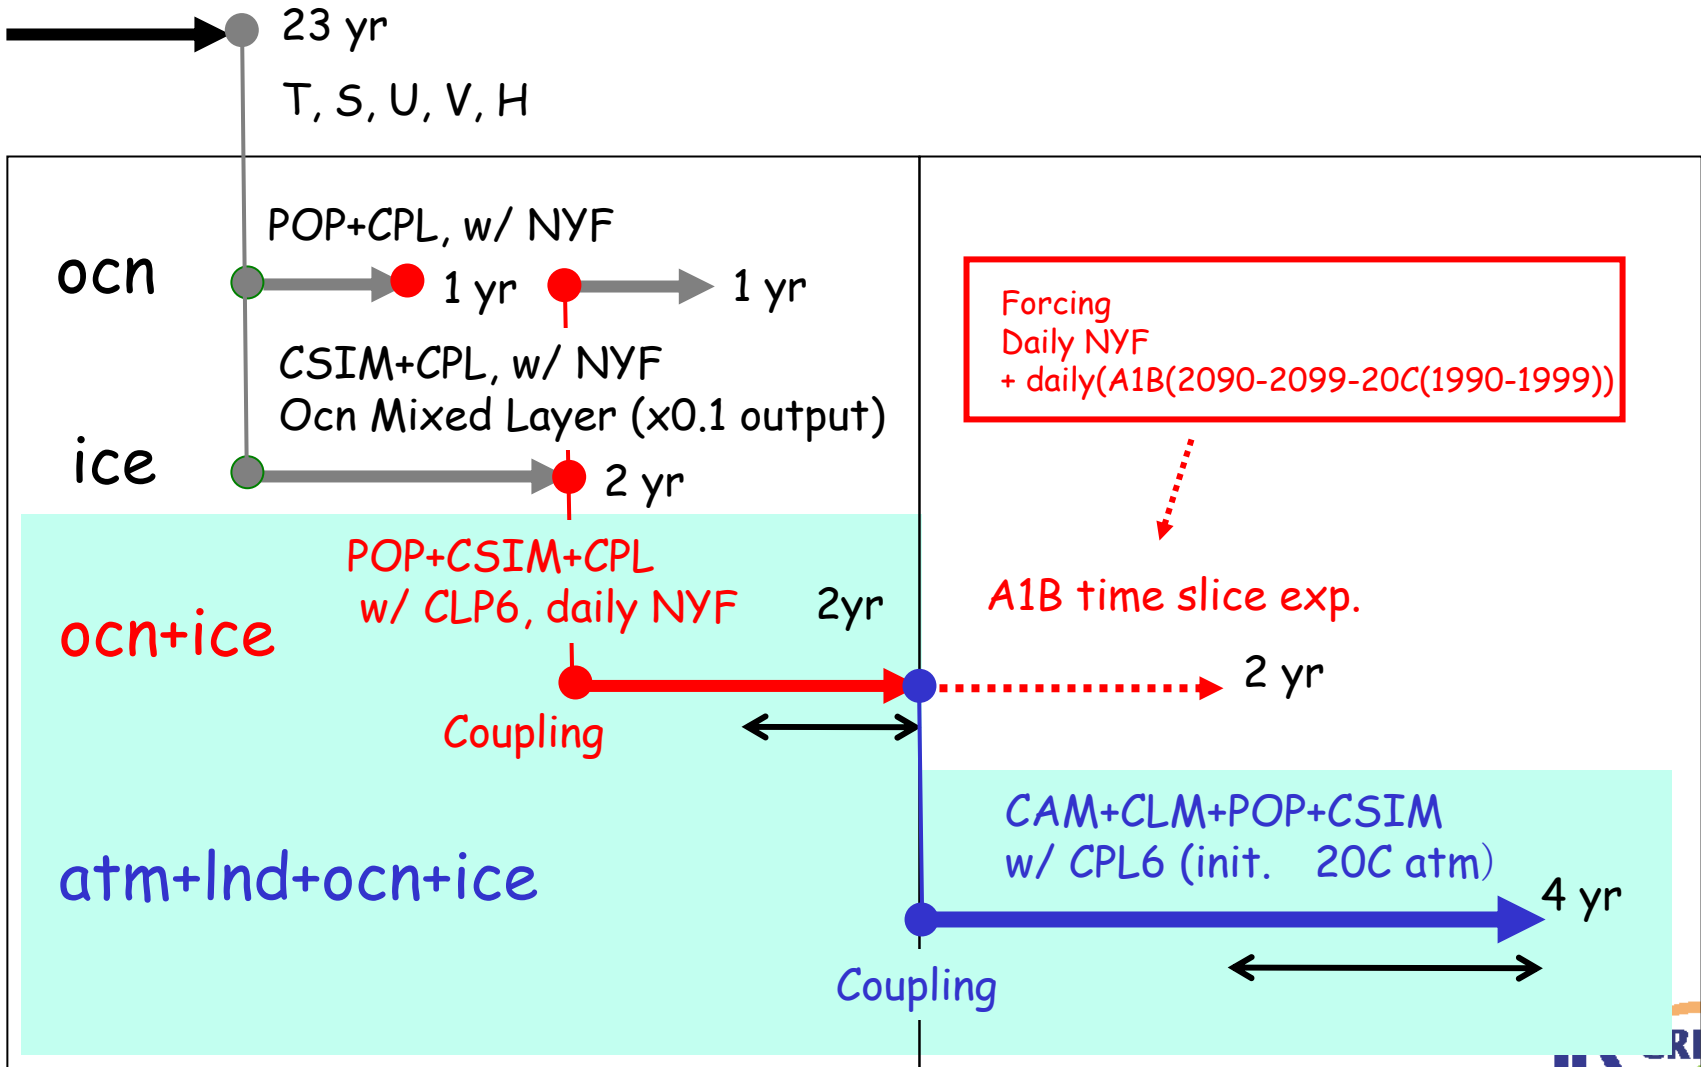 23 yr
T, S, U, V, H
POP+CPL, w/ NYF
ocn
1 yr
1 yr
CSIM+CPL, w/ NYF
Ocn Mixed Layer (x0.1 output)
ice
2 yr
Forcing
Daily NYF
+ daily(A1B(2090-2099-20C(1990-1999))
POP+CSIM+CPL
w/ CLP6, daily NYF
2yr
ocn+ice
A1B time slice exp.
2 yr
Coupling
CAM+CLM+POP+CSIM
w/ CPL6 (init. 20C atm）
atm+lnd+ocn+ice
4 yr
Coupling